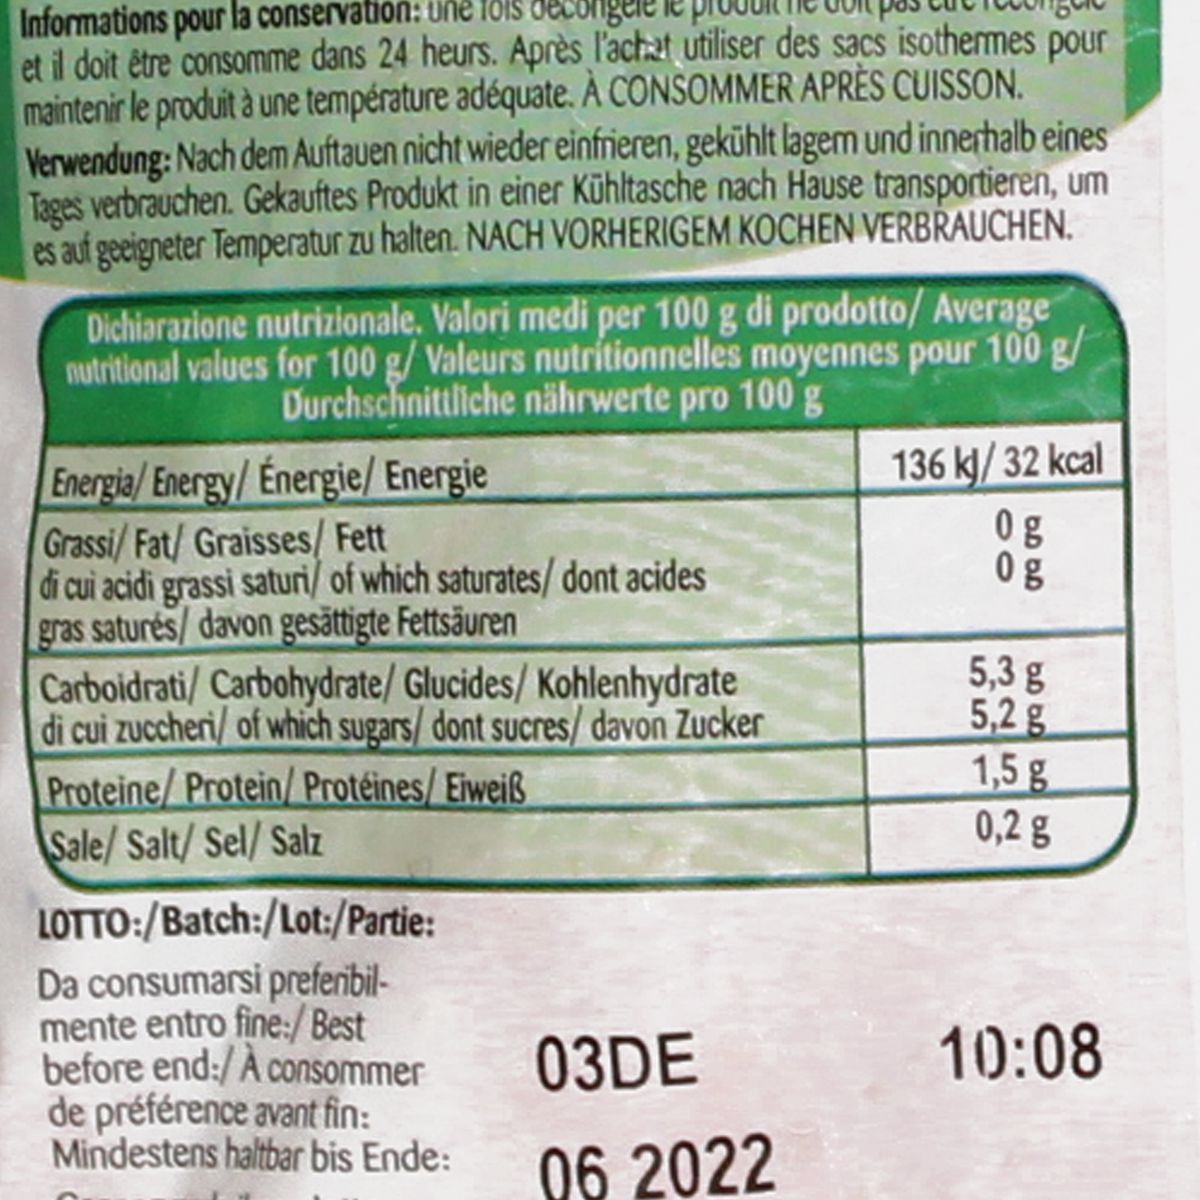 Informations pour la conservation: une fois décongelé le produit ne doit pas être recongelé
et il doit être consomme dans 24 heurs. Après l'achat utiliser des sacs isothermes pour
maintenir le produit à une température adéquate. À CONSOMMER APRÈS CUISSON.
Verwendung: Nach dem Auftauen nicht wieder einfrieren, gekühlt lagern und innerhalb eines
Tages verbrauchen. Gekauftes Produkt in einer Kühltasche nach Hause transportieren, um
es auf geeigneter Temperatur zu halten. NACH VORHERIGEM KOCHEN VERBRAUCHEN.
Dichiarazione nutrizionale. Valori medi per 100 g di prodotto/ Average
nutritional values for 100 g/ Valeurs nutritionnelles moyennes pour 100 g/
Durchschnittliche nährwerte pro 100 g
Energia/ Energy/ Énergie/ Energie 136 kJ/ 32 kcal
Grassi/ Fat/ Graisses/ Fett 0 g
di cui acidi grassi saturi/ of which saturates/ dont acides 0 g
gras saturés/ davon gesättigte Fettsäuren
Carboidrati/ Carbohydrate/ Glucides/ Kohlenhydrate 5,3 g
di cui zuccheri/ of which sugars/ dont sucres/ davon Zucker 5,2 g
Proteine/ Protein/ Protéines/ Eiweiß 1,5 g
Sale/ Salt/ Sel/ Salz 0,2 g
LOTTO:/Batch:/Lot:/Partie:
Da consumarsi preferibil-
mente entro fine:/ Best
before end:/ À consommer
de préférence avant fin:
Mindestens haltbar bis Ende:
03DE 10:08
06 2022